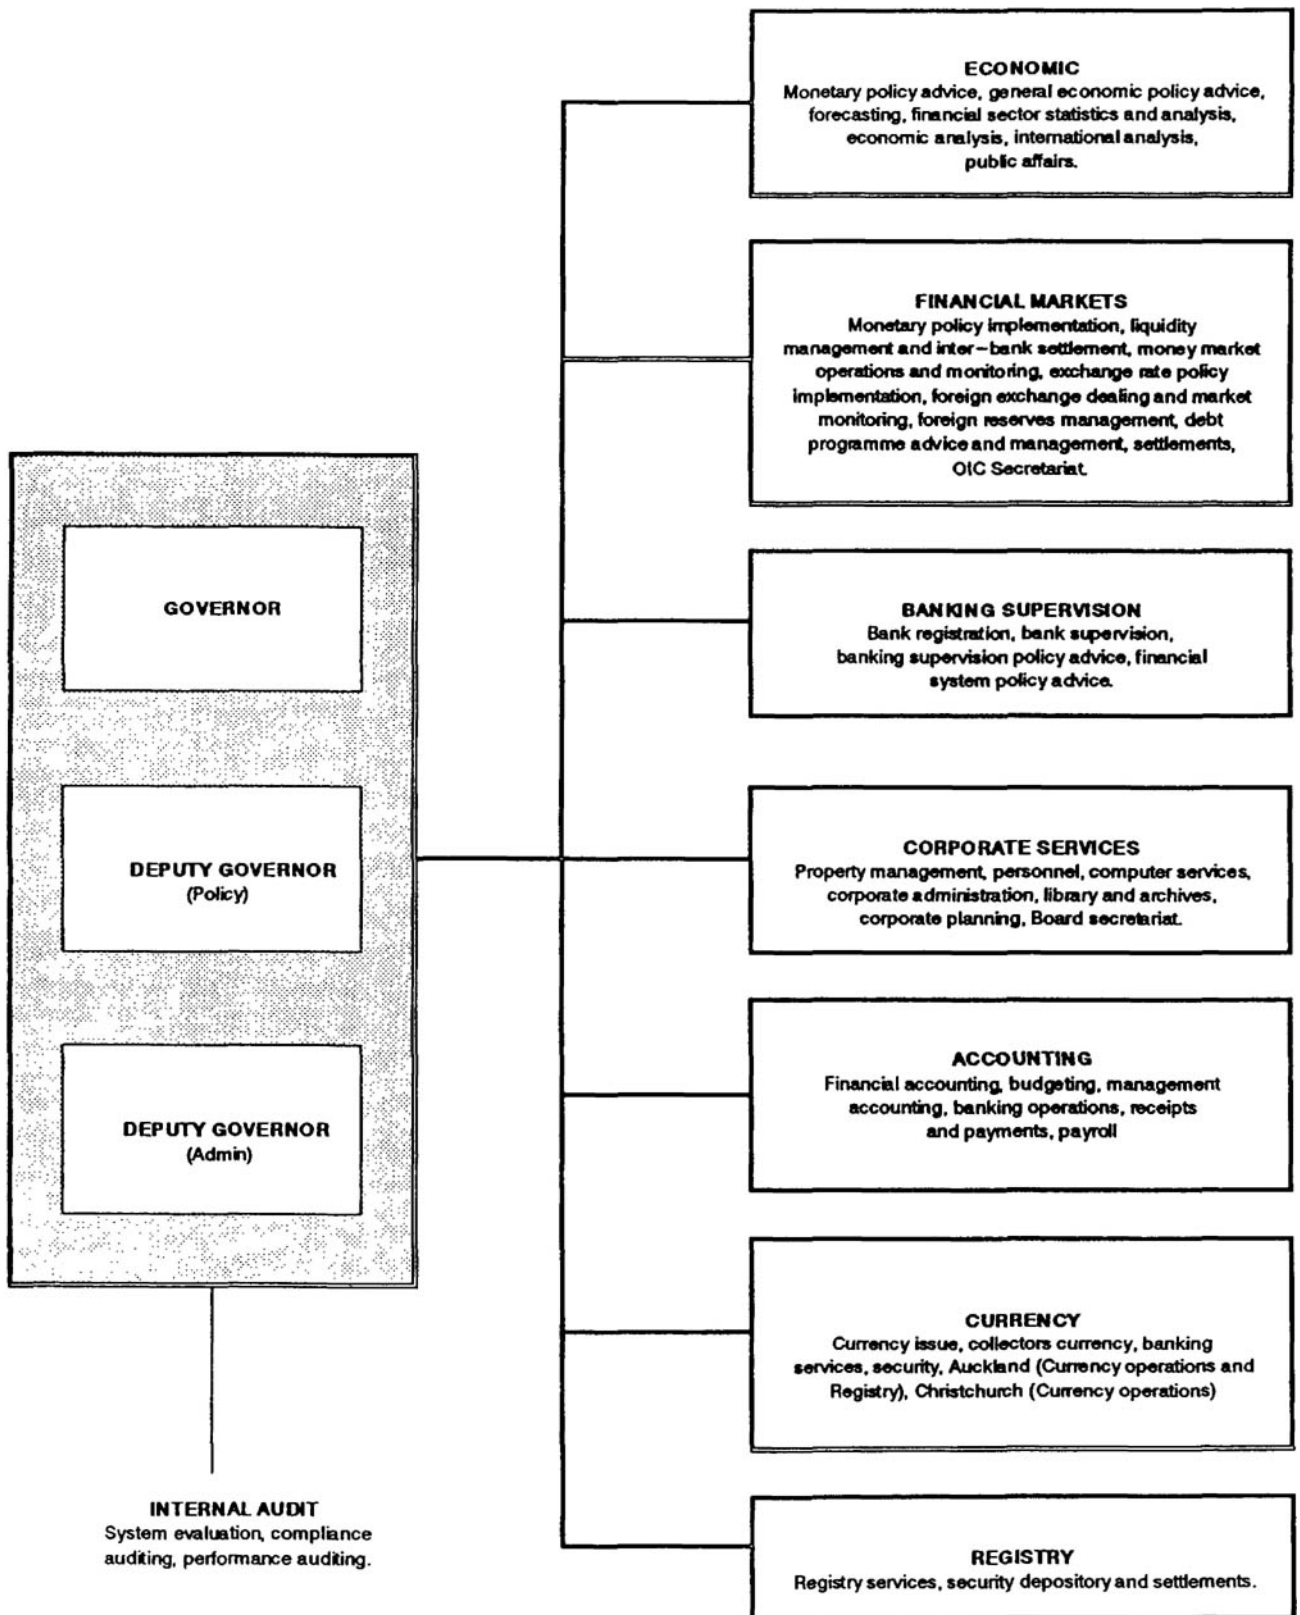 ECONOMIC
Monetary policy advice, general economic policy advice,
forecasting, financial sector statistics and analysis,
economic analysis, international analysis,
public affairs.
FINANCIAL MARKETS
Monetary policy implementation, liquidity
management and inter-bank settlement, money market
operations and monitoring, exchange rate policy
implementation, foreign exchange dealing and market
monitoring, foreign reserves management, debt
programme advice and management, settlements,
OIC Secretariat.
GOVERNOR
BANKING SUPERVISION
Bank registration, bank supervision,
banking supervision policy advice, financial
system policy advice.
DEPUTY GOVERNOR
(Policy)
CORPORATE SERVICES
Property management, personnel, computer services,
corporate administration, library and archives,
corporate planning, Board secretariat.
DEPUTY GOVERNOR
(Admin)
ACCOUNTING
Financial accounting, budgeting, management
accounting, banking operations, receipts
and payments, payroll
CURRENCY
Currency issue, collectors currency, banking
services, security, Auckland (Currency operations and
Registry), Christchurch (Currency operations)
INTERNAL AUDIT
System evaluation, compliance
auditing, performance auditing.
REGISTRY
Registry services, security depository and settlements.